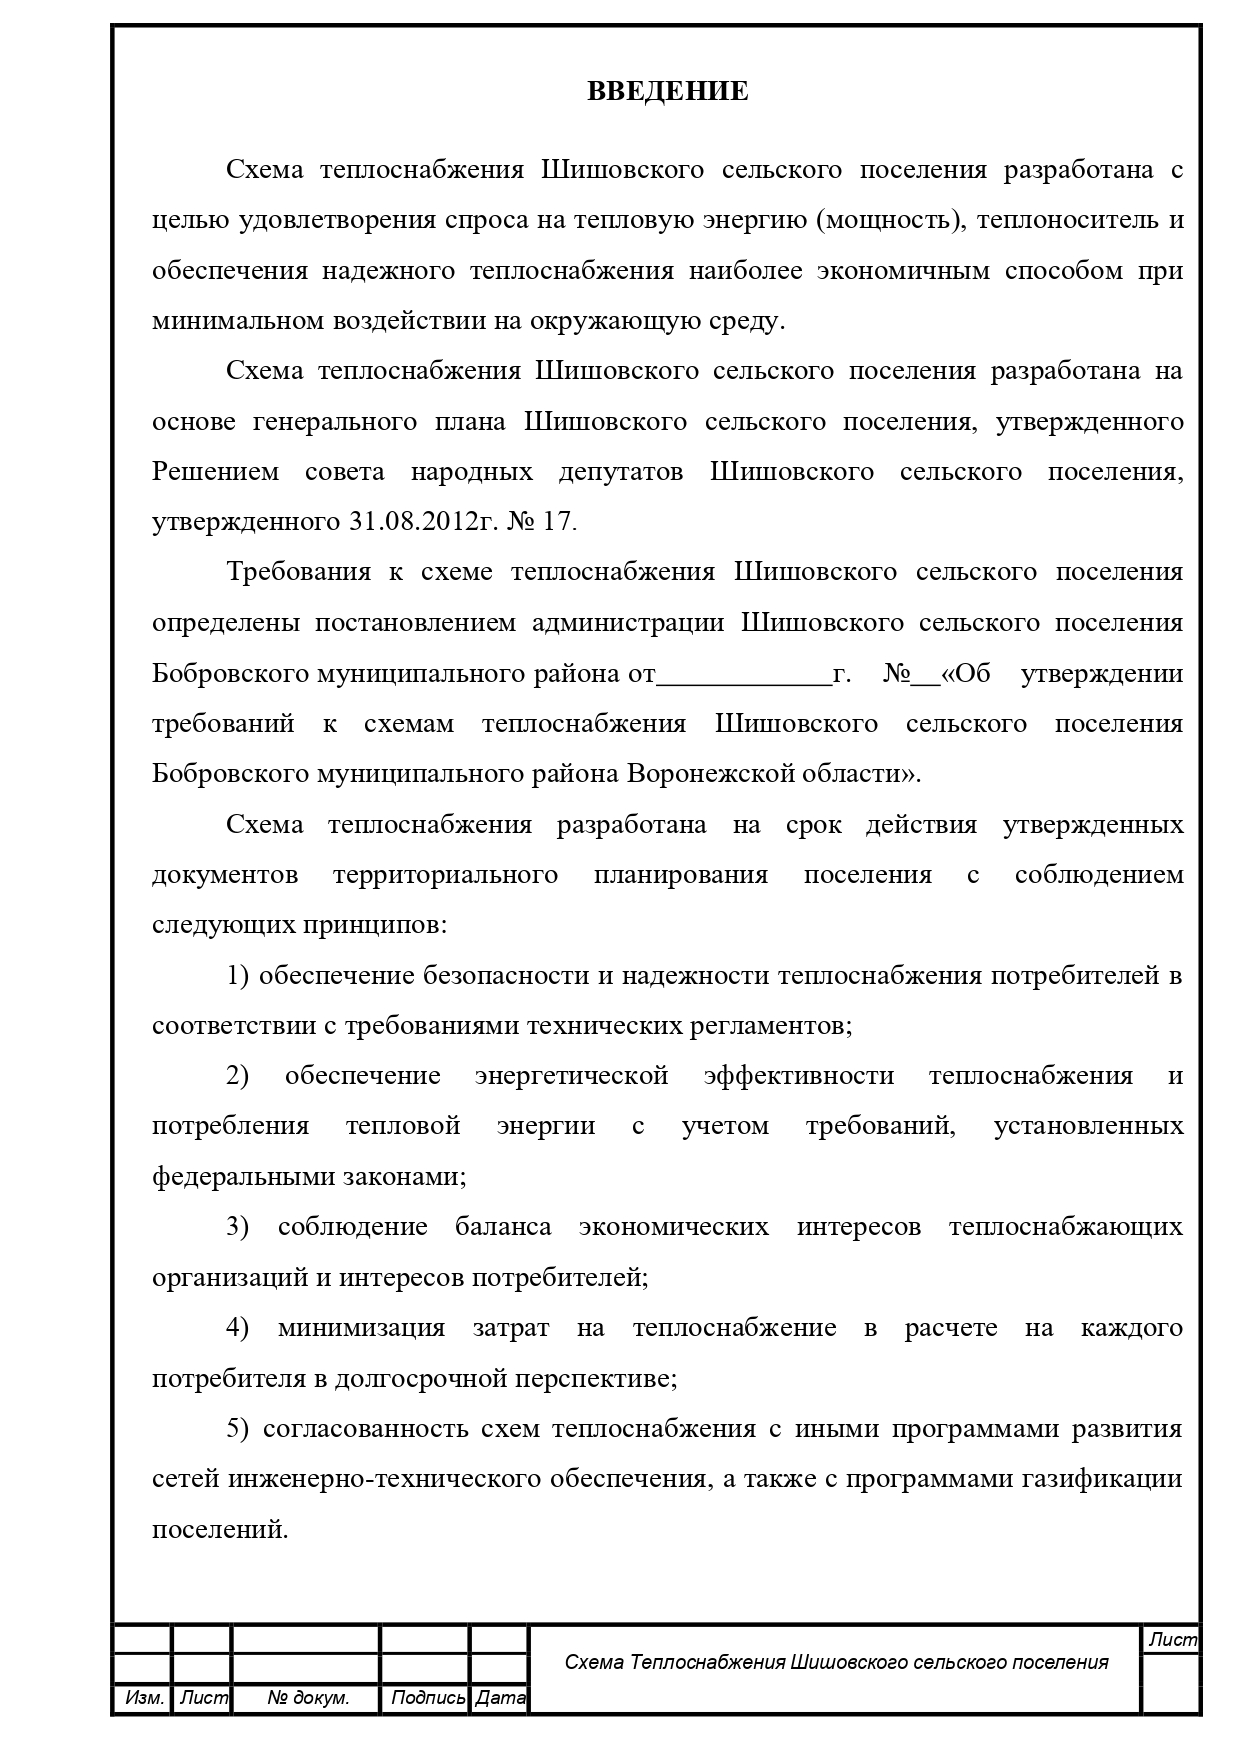 ВВЕДЕНИЕ
Схема теплоснабжения Шишовского сельского поселения разработана с
целью удовлетворения спроса на тепловую энергию (мощность), теплоноситель и
обеспечения надежного теплоснабжения наиболее экономичным способом при
минимальном воздействии на окружающую среду.
Схема теплоснабжения Шишовского сельского поселения разработана на
основе генерального плана Шишовского сельского поселения, утвержденного
Решением совета народных депутатов Шишовского сельского поселения,
утвержденного 31.08.2012г. № 17.
Требования к схеме теплоснабжения Шишовского сельского поселения
определены постановлением администрации Шишовского сельского поселения
Бобровского муниципального района от____________г. №__«Об утверждении
требований к схемам теплоснабжения Шишовского сельского поселения
Бобровского муниципального района Воронежской области».
Схема теплоснабжения разработана на срок действия утвержденных
документов территориального планирования поселения с соблюдением
следующих принципов:
1) обеспечение безопасности и надежности теплоснабжения потребителей в
соответствии с требованиями технических регламентов;
2) обеспечение энергетической эффективности теплоснабжения и
потребления тепловой энергии с учетом требований, установленных
федеральными законами;
3) соблюдение баланса экономических интересов теплоснабжающих
организаций и интересов потребителей;
4) минимизация затрат на теплоснабжение в расчете на каждого
потребителя в долгосрочной перспективе;
5) согласованность схем теплоснабжения с иными программами развития
сетей инженерно-технического обеспечения, а также с программами газификации
поселений.
Лист
Схема Теплоснабжения Шишовского сельского поселения
Изм. Лист № докум. Подпись Дата